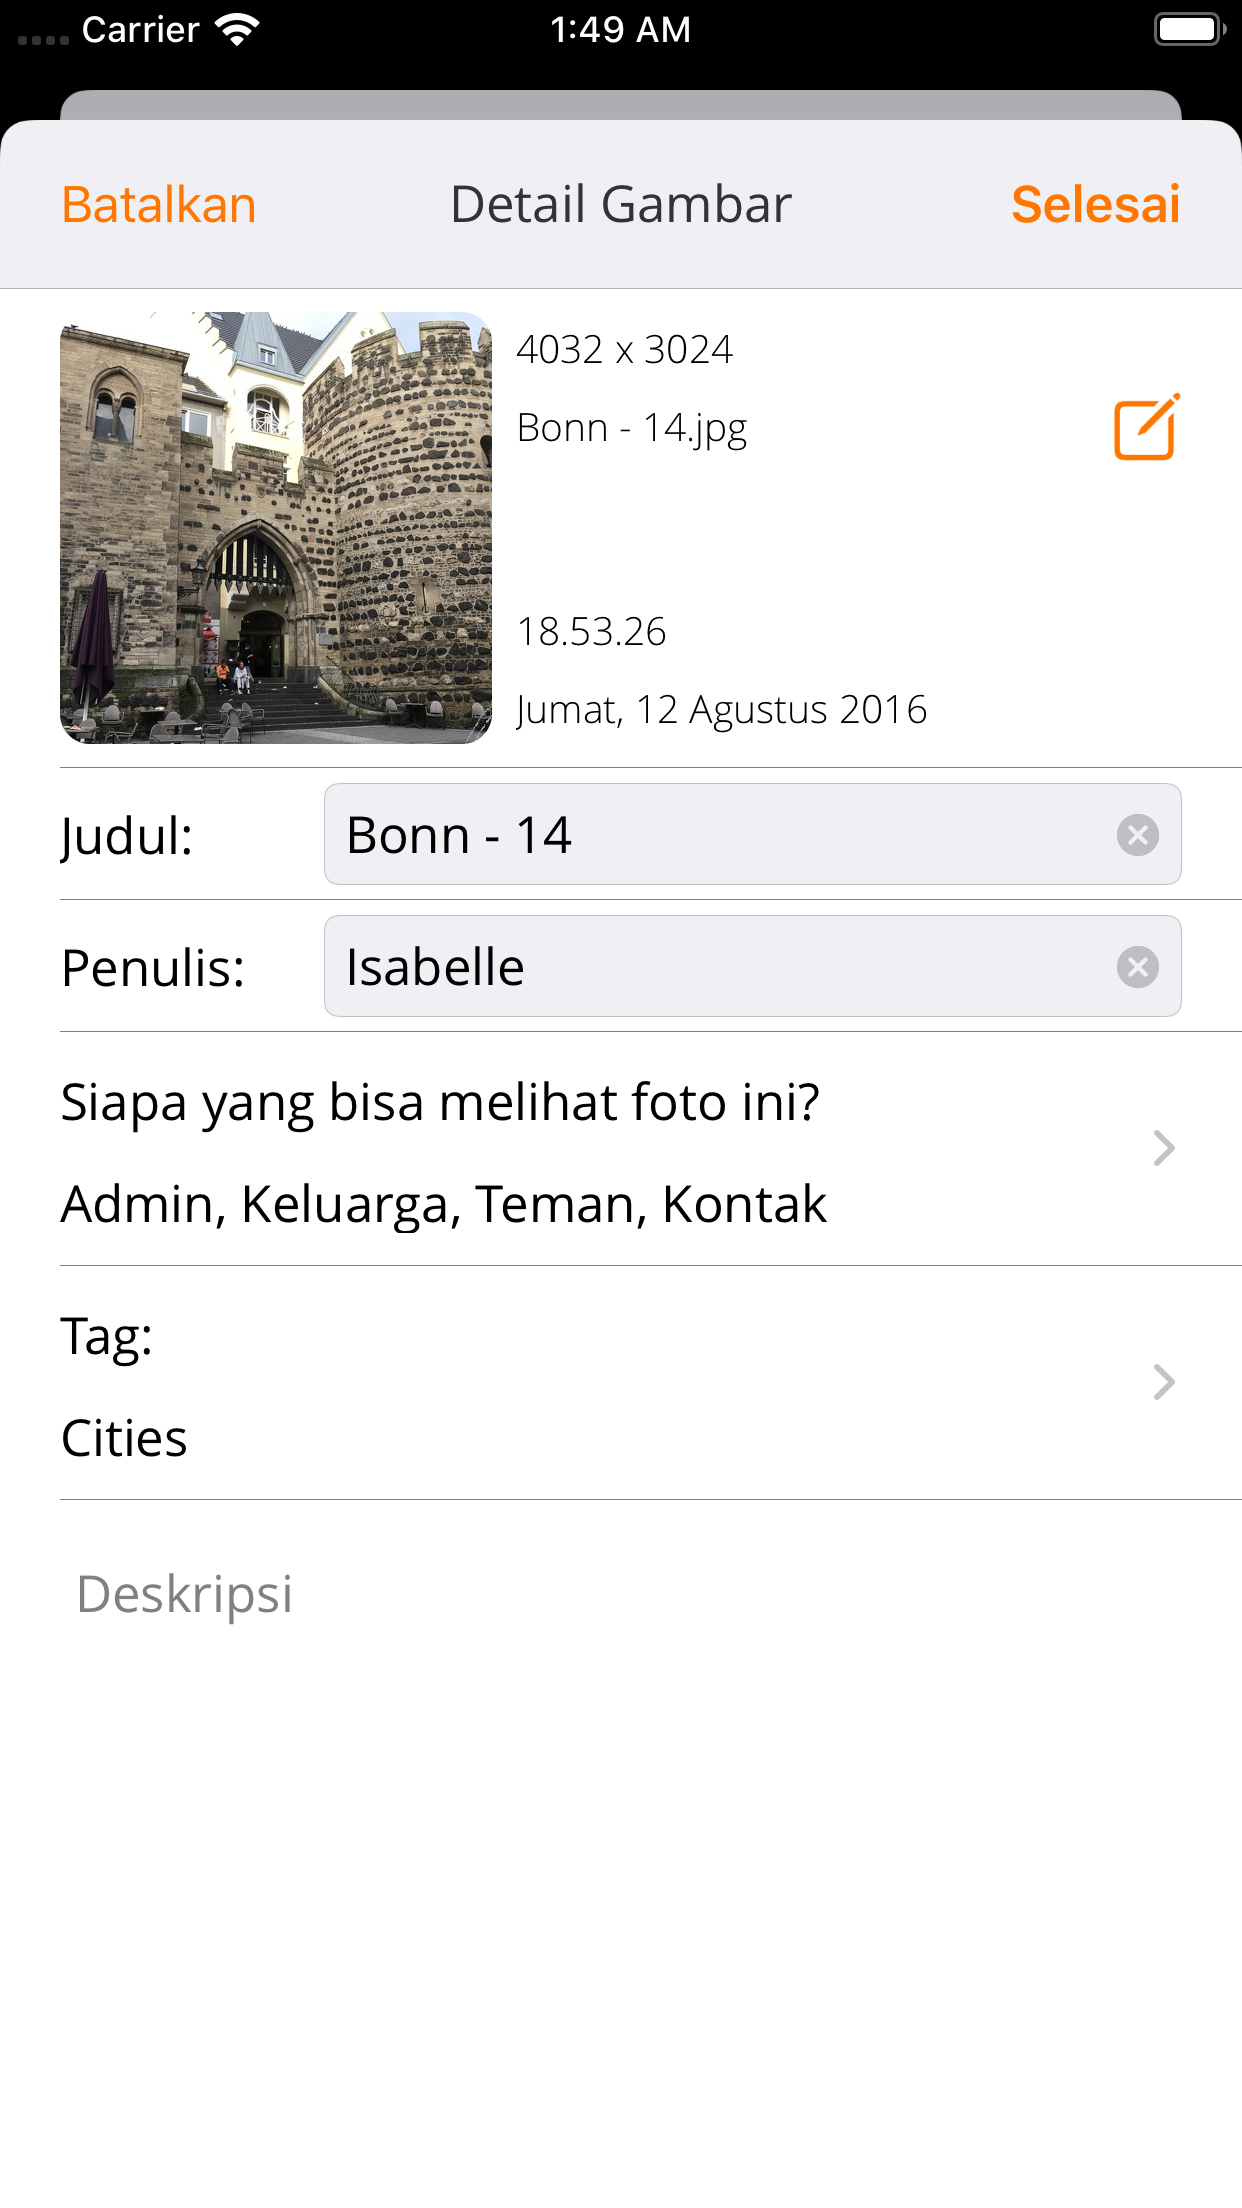 Carrier
1:49 AM
Batalkan
Detail Gambar
Selesai
4032 x 3024
Bonn - 14.jpg
18.53.26
Jumat, 12 Agustus 2016
Judul:
Bonn - 14
Penulis:
Isabelle
Siapa yang bisa melihat foto ini?
Admin, Keluarga, Teman, Kontak
Tag:
Cities
Deskripsi